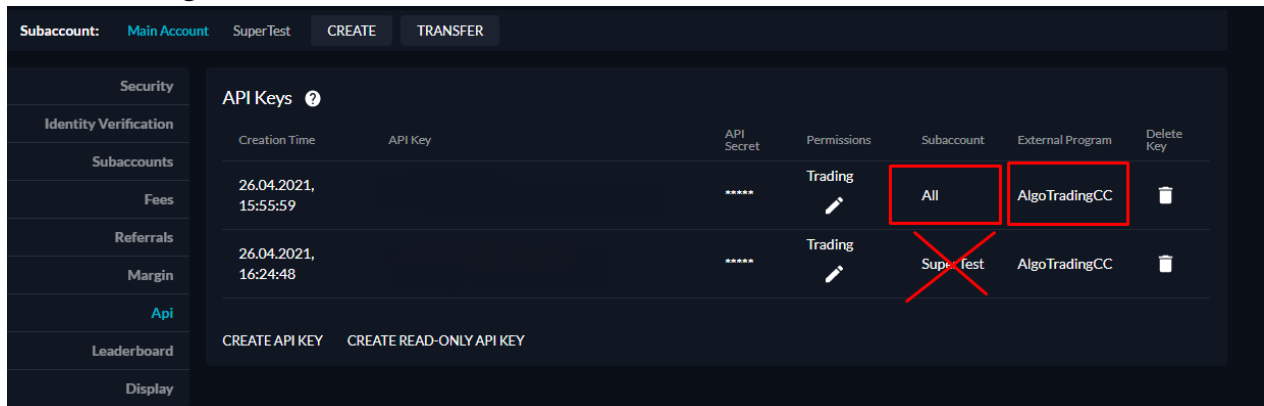 Subaccount: Main Account SuperTest CREATE TRANSFER
Security
Identity Verification
Subaccounts
Fees
Referrals
Margin
Api
Leaderboard
Display
API Keys ?
Creation Time API Key API Secret Permissions Subaccount External Program Delete Key
26.04.2021, 15:55:59 ***** Trading All AlgoTradingCC
26.04.2021, 16:24:48 ***** Trading SuperTest AlgoTradingCC
CREATE API KEY CREATE READ-ONLY API KEY